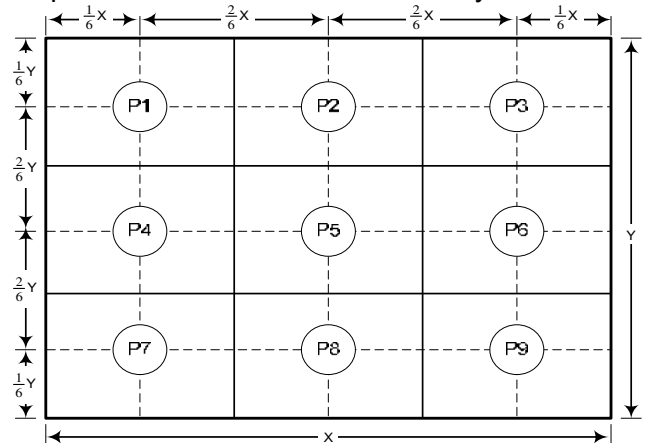 1/6 X 2/6 X 2/6 X 1/6 X
1/6 Y
P1 P2 P3
2/6 Y
P4 P5 P6
Y
2/6 Y
P7 P8 P9
1/6 Y
X